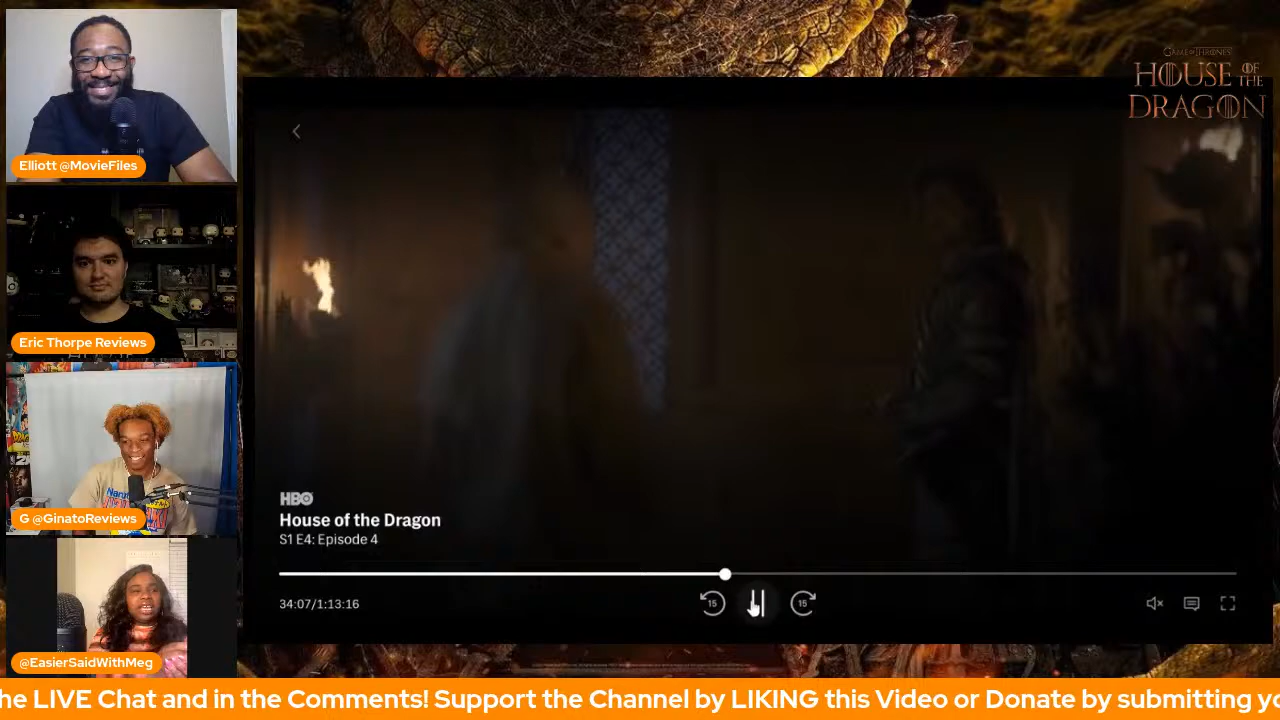 Elliott @MovieFiles
Eric Thorpe Reviews
G @GinatoReviews
@EasierSaidWithMeg
GAME OF THRONES
HOUSE OF THE
DRAGON
HBO
House of the Dragon
S1 E4: Episode 4
34:07/1:13:16
15
15
he LIVE Chat and in the Comments! Support the Channel by LIKING this Video or Donate by submitting yo